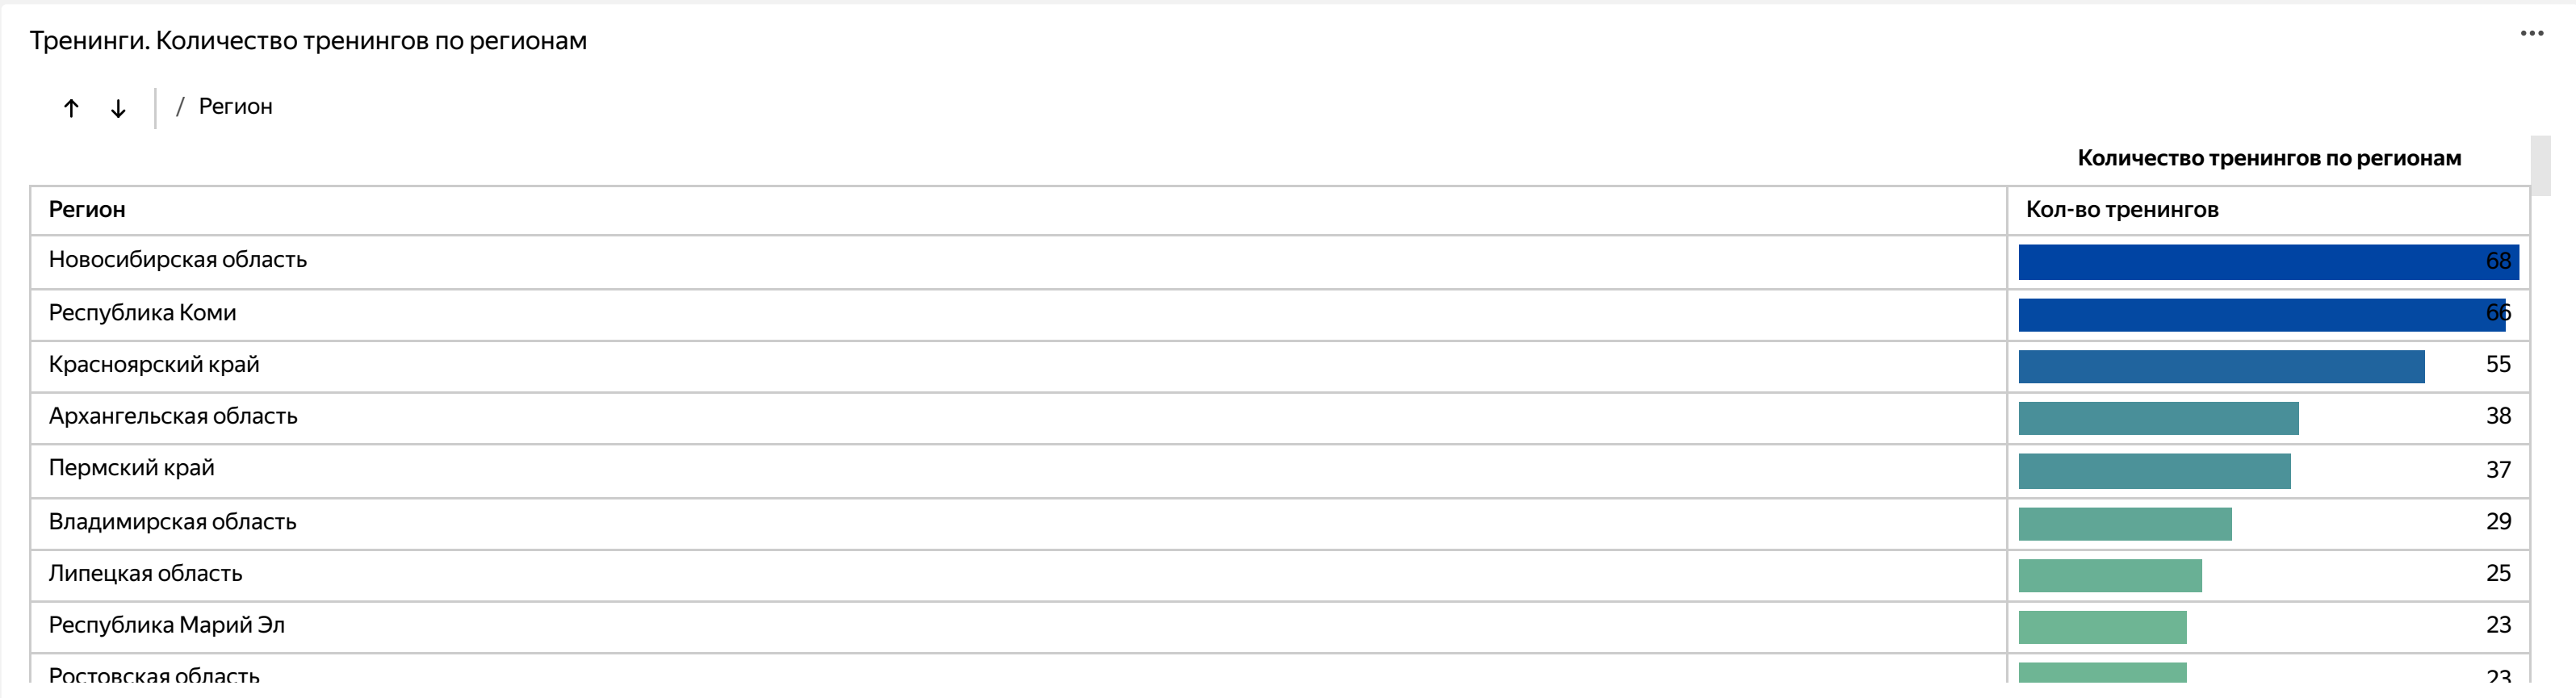 Тренинги. Количество тренингов по регионам
/ Регион
Количество тренингов по регионам
Регион Кол-во тренингов
Новосибирская область 68
Республика Коми 66
Красноярский край 55
Архангельская область 38
Пермский край 37
Владимирская область 29
Липецкая область 25
Республика Марий Эл 23
Ростовская область 23